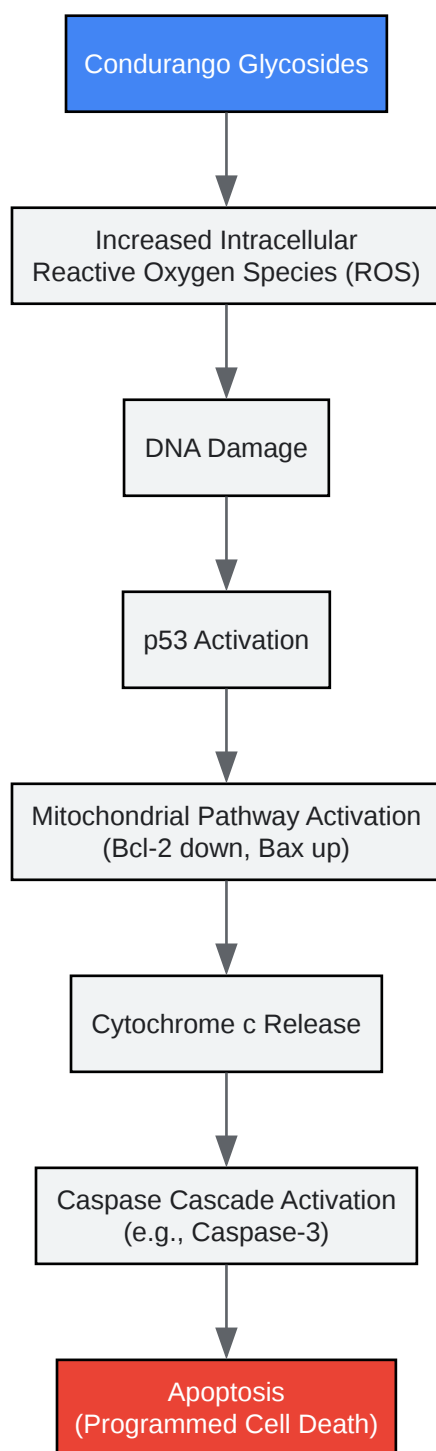 Condurango Glycosides
Increased Intracellular
Reactive Oxygen Species (ROS)
DNA Damage
p53 Activation
Mitochondrial Pathway Activation
(Bcl-2 down, Bax up)
Cytochrome c Release
Caspase Cascade Activation
(e.g., Caspase-3)
Apoptosis
(Programmed Cell Death)